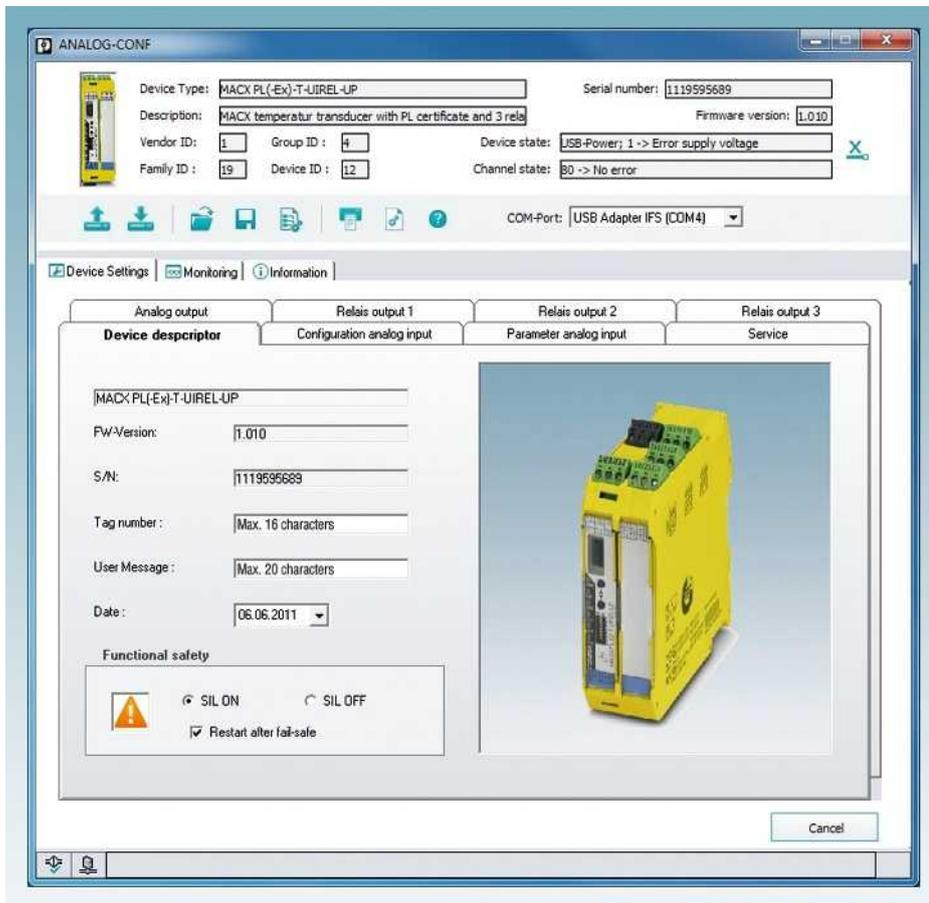 ANALOG-CONF
Device Type: MACX PL(-Ex)-T-UIREL-UP Serial number: 1119595689
Description: MACX temperatur transducer with PL certificate and 3 rela Firmware version: 1.010
Vendor ID: 1 Group ID : 4 Device state: USB-Power; 1 -> Error supply voltage
Family ID : 19 Device ID : 12 Channel state: 80 -> No error
COM-Port: USB Adapter IFS (COM4)
Device Settings Monitoring Information
Analog output Relais output 1 Relais output 2 Relais output 3
Device despcriptor Configuration analog input Parameter analog input Service
MACX PL(-Ex)-T-UIREL-UP
FW-Version: 1.010
S/N: 1119595689
Tag number : Max. 16 characters
User Message : Max. 20 characters
Date : 06.06.2011
Functional safety
SIL ON SIL OFF
Restart after fail-safe
Cancel